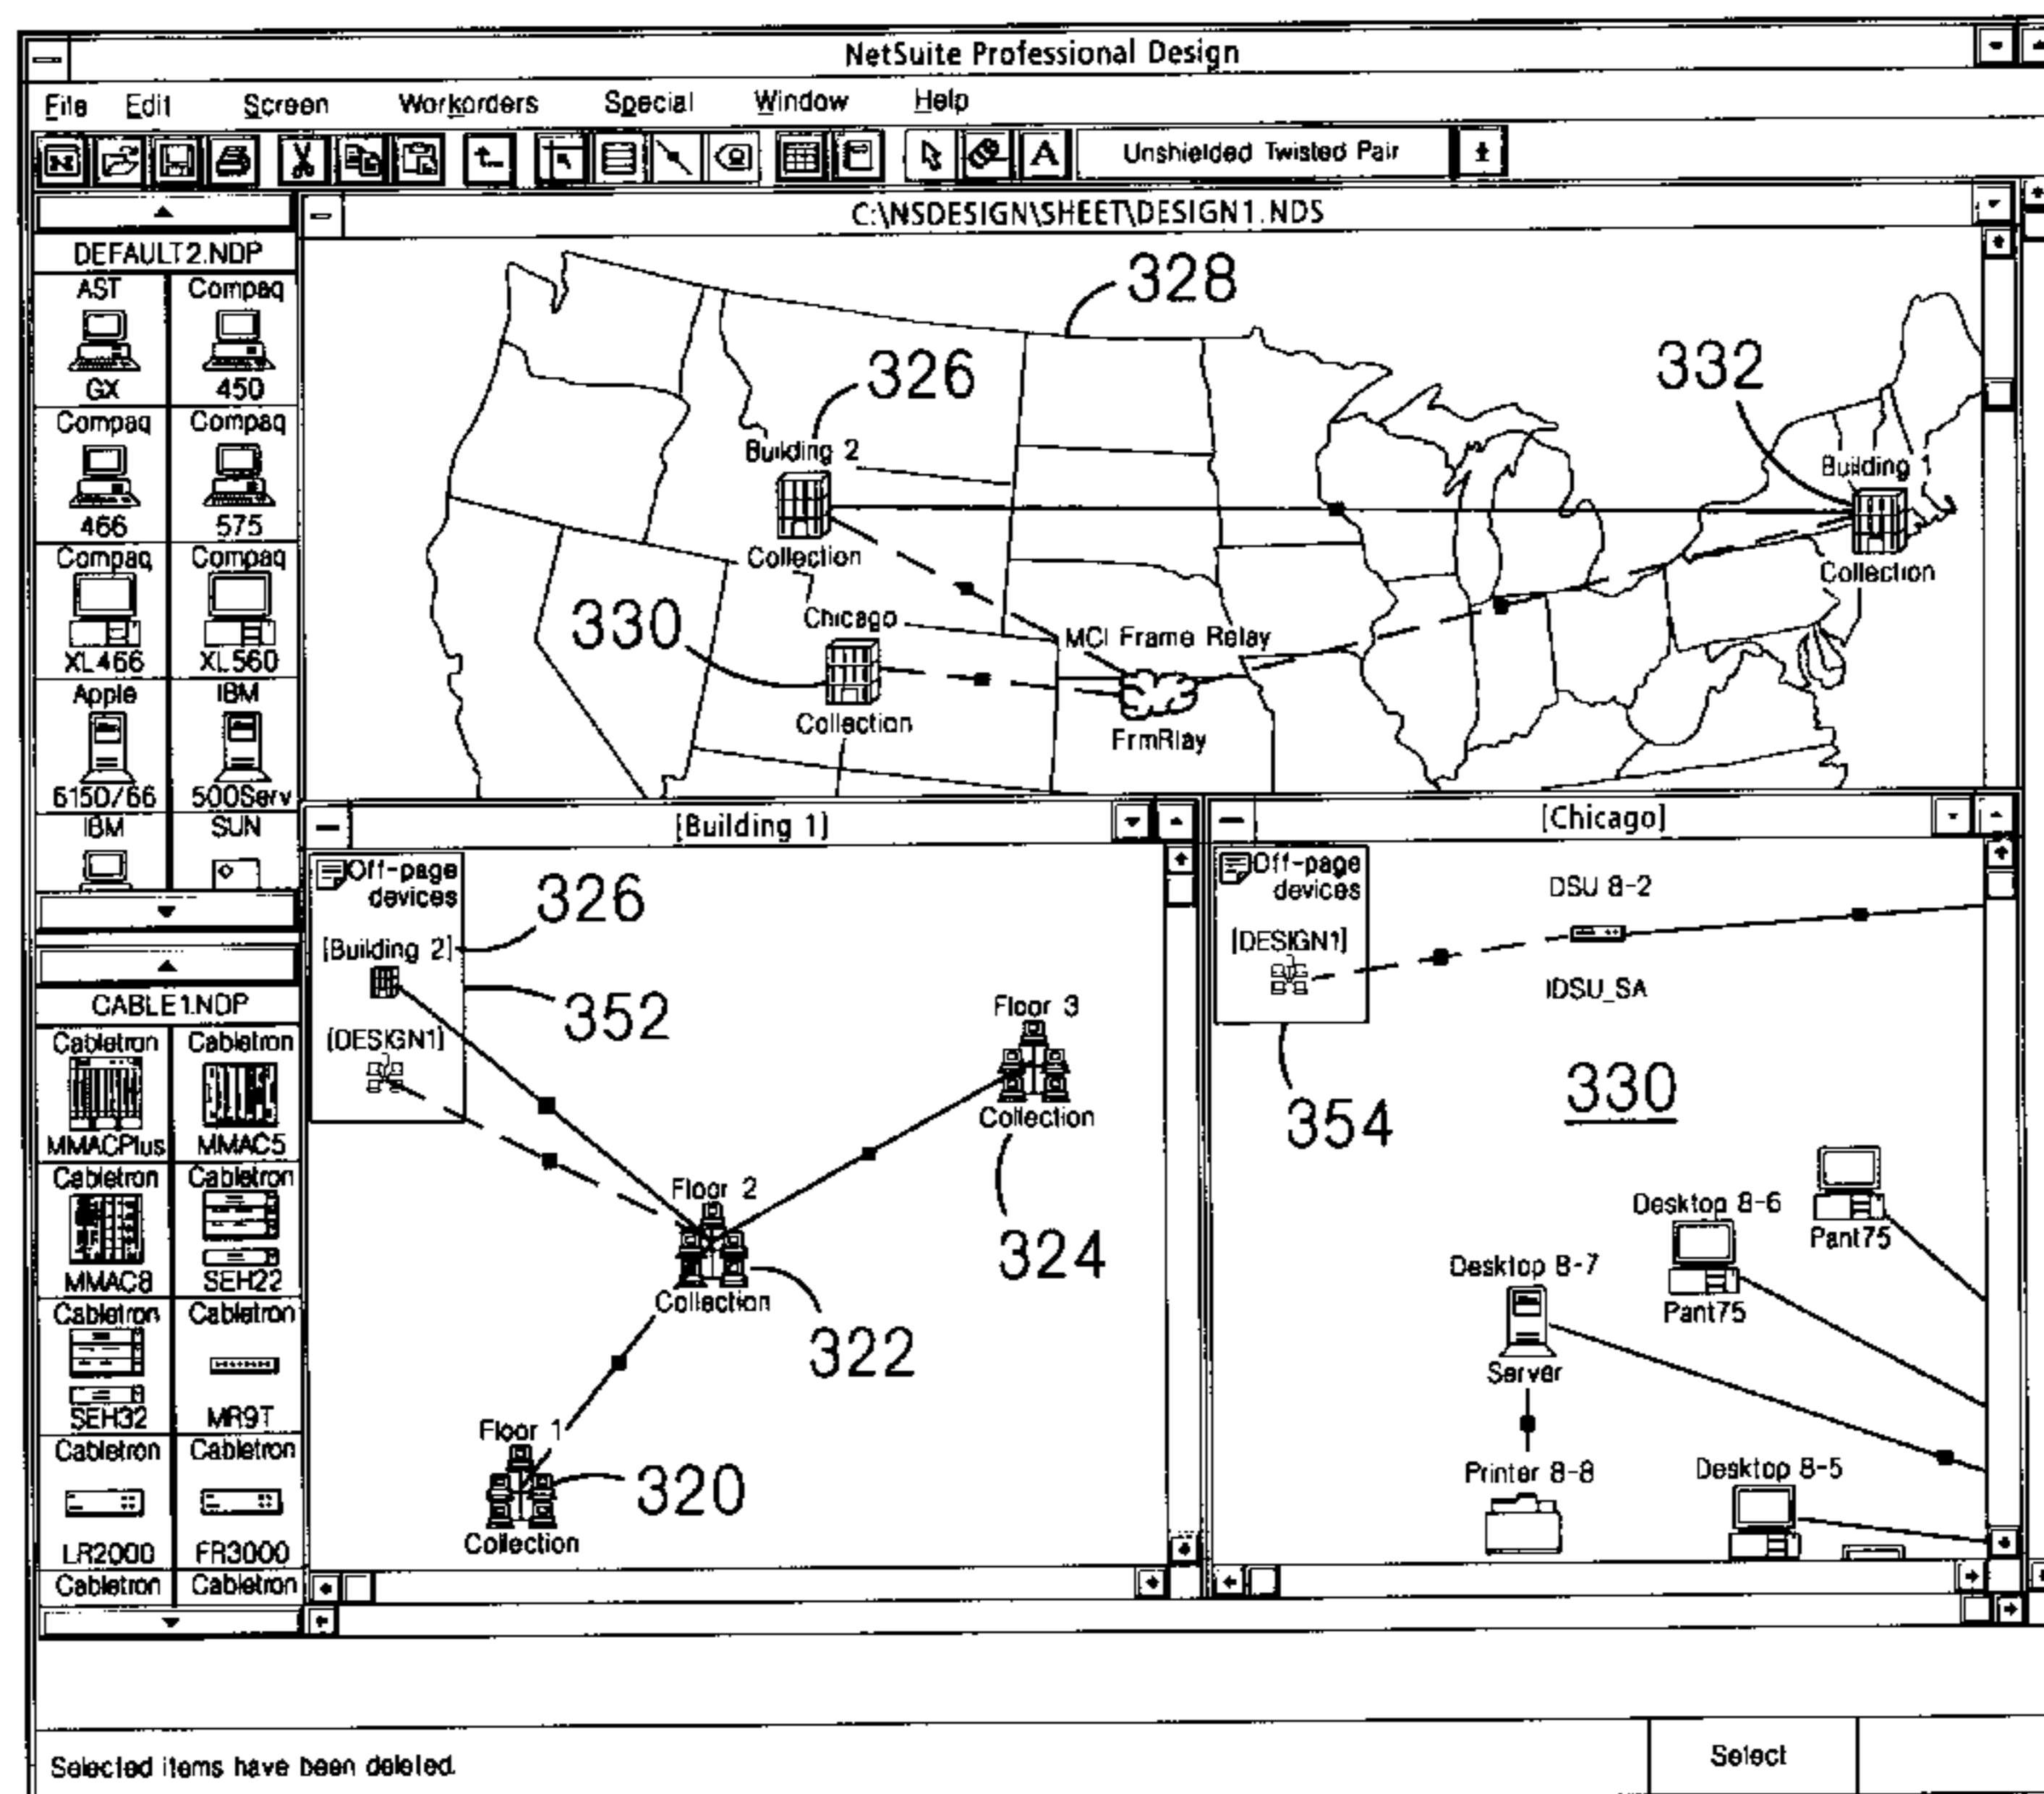 NetSuite Professional Design
File Edit Screen Workorders Special Window Help
A Unshielded Twisted Pair
C:\NSDESIGN\SHEET\DESIGN1.NDS
DEFAULT2.NDP
AST Compaq
GX 450
Compaq Compaq
466 575
Compaq Compaq
XL466 XL560
Apple IBM
6150/66 500Serv
IBM SUN
CABLE1.NDP
Cabletron Cabletron
MMACPlus MMAC5
Cabletron Cabletron
MMAC8 SEH22
Cabletron Cabletron
SEH32 MR9T
Cabletron Cabletron
LR2000 FR3000
Cabletron Cabletron
328
326
332
Building 2
Collection
Building 1
Collection
330
Chicago
Collection
MCI Frame Relay
FrmRlay
[Building 1]
Off-page
devices
326
[Building 2]
352
[DESIGN1]
Floor 3
Collection
324
Floor 2
Collection
322
Floor 1
320
Collection
[Chicago]
Off-page
devices
[DESIGN1]
354
DSU 8-2
IDSU_SA
330
Pant75
Desktop 8-6
Pant75
Desktop 8-7
Server
Printer 8-8
Desktop 8-5
Selected items have been deleted.
Select